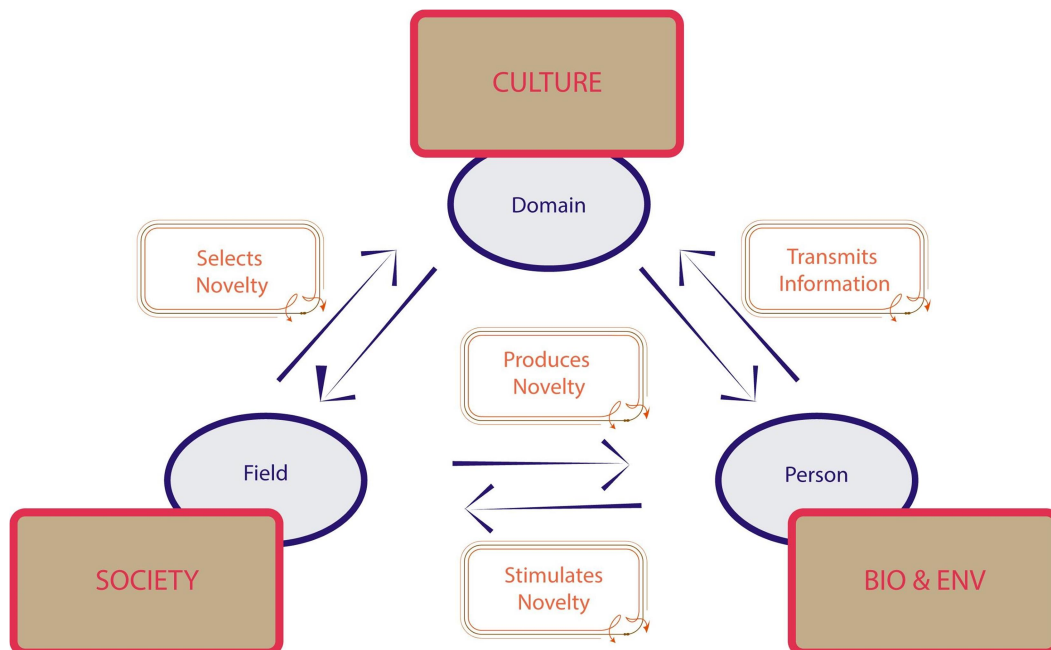 CULTURE
Domain
Selects
Novelty
Transmits
Information
Produces
Novelty
Field
Person
SOCIETY
Stimulates
Novelty
BIO & ENV